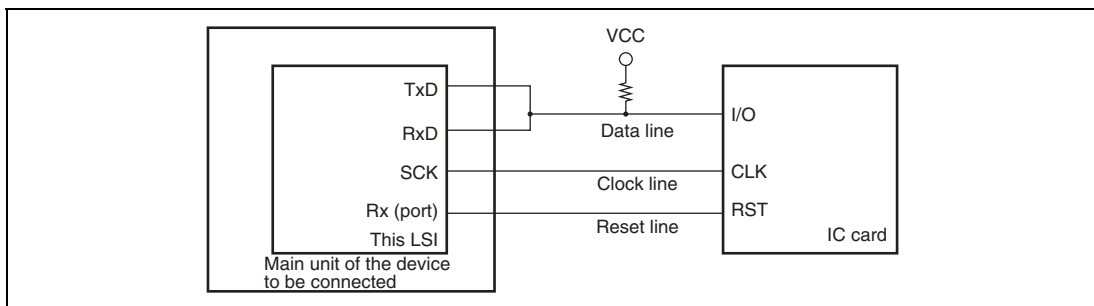 VCC
TxD
RxD
SCK
Rx (port)
This LSI
Main unit of the device
to be connected
Data line
Clock line
Reset line
I/O
CLK
RST
IC card